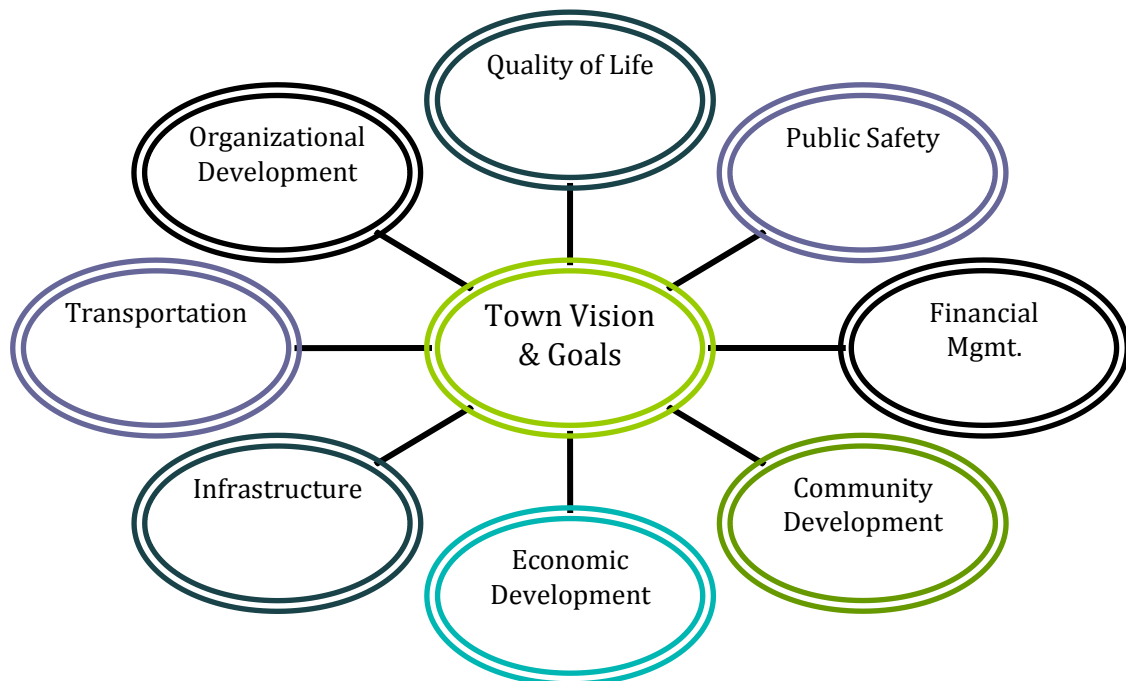 Quality of Life
Organizational
Development
Public Safety
Transportation
Town Vision
& Goals
Financial
Mgmt.
Infrastructure
Community
Development
Economic
Development